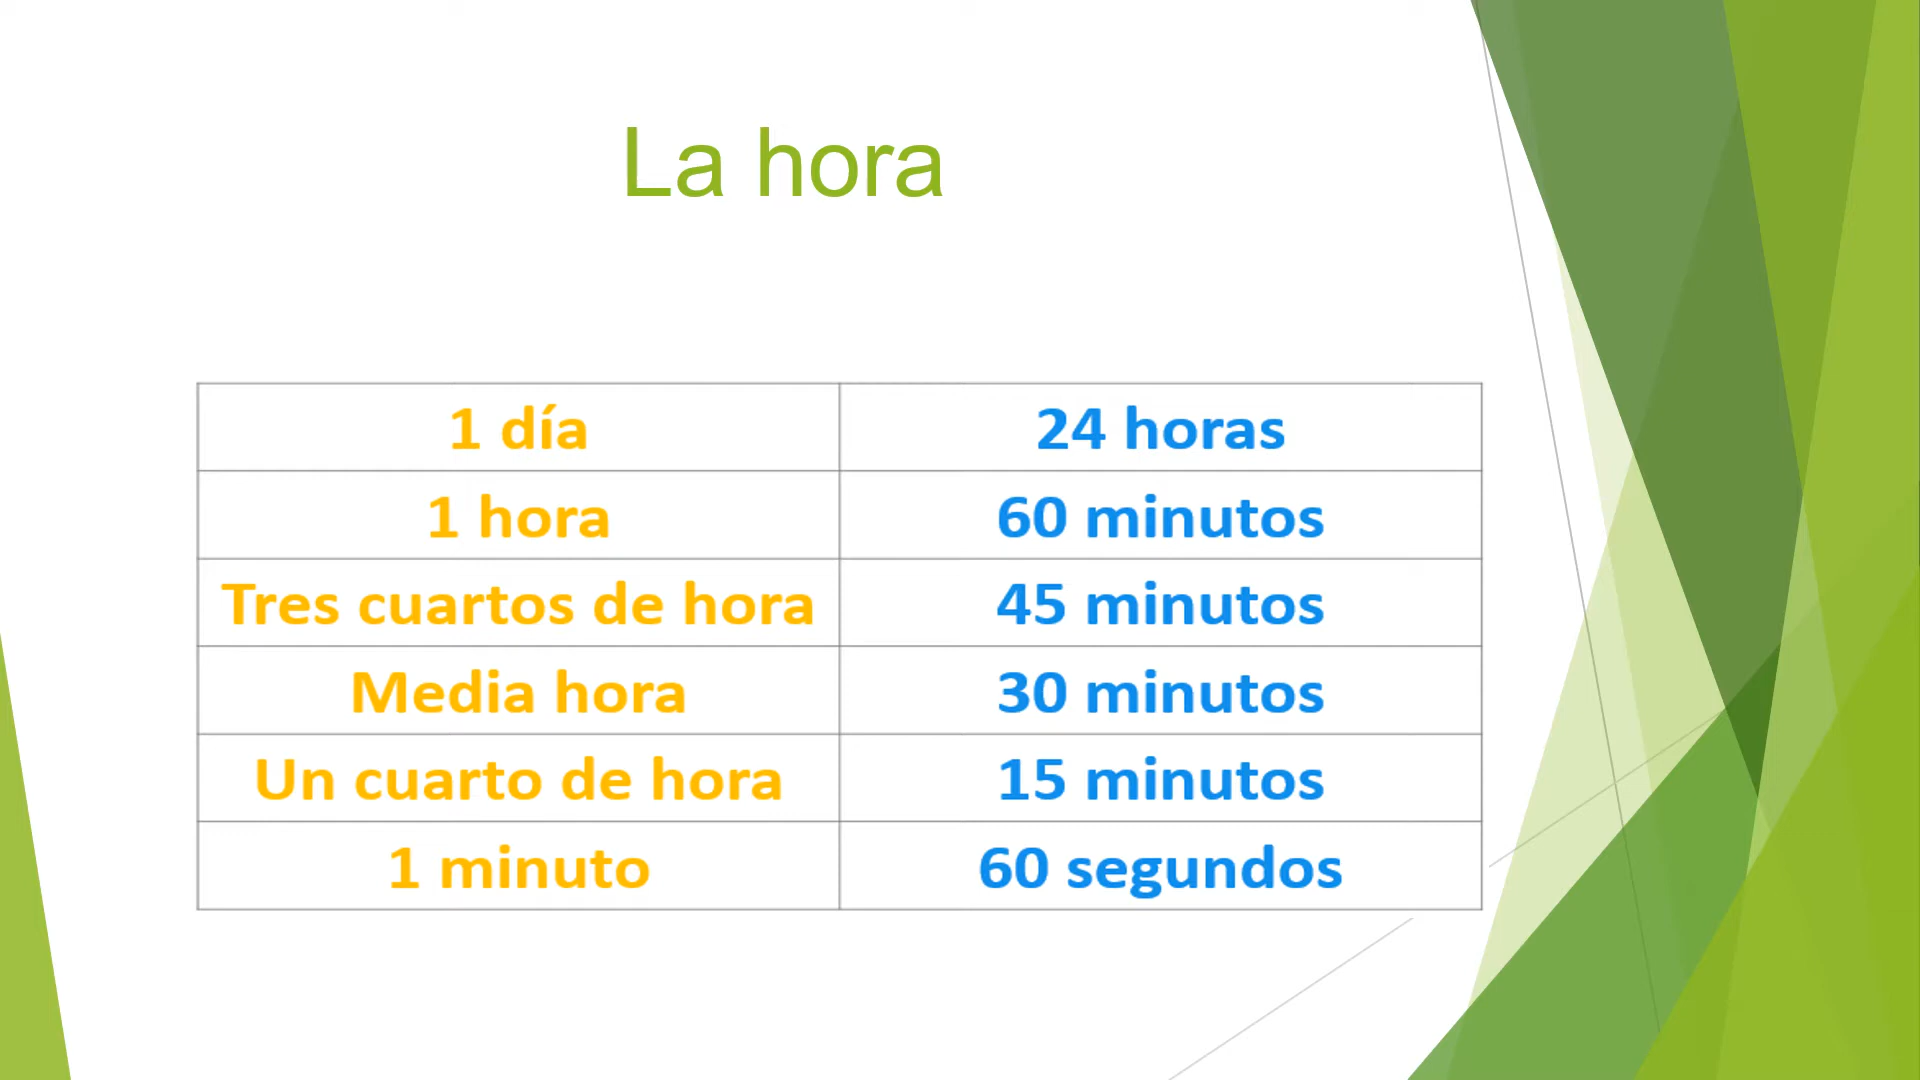 La hora
1 día 24 horas
1 hora 60 minutos
Tres cuartos de hora 45 minutos
Media hora 30 minutos
Un cuarto de hora 15 minutos
1 minuto 60 segundos